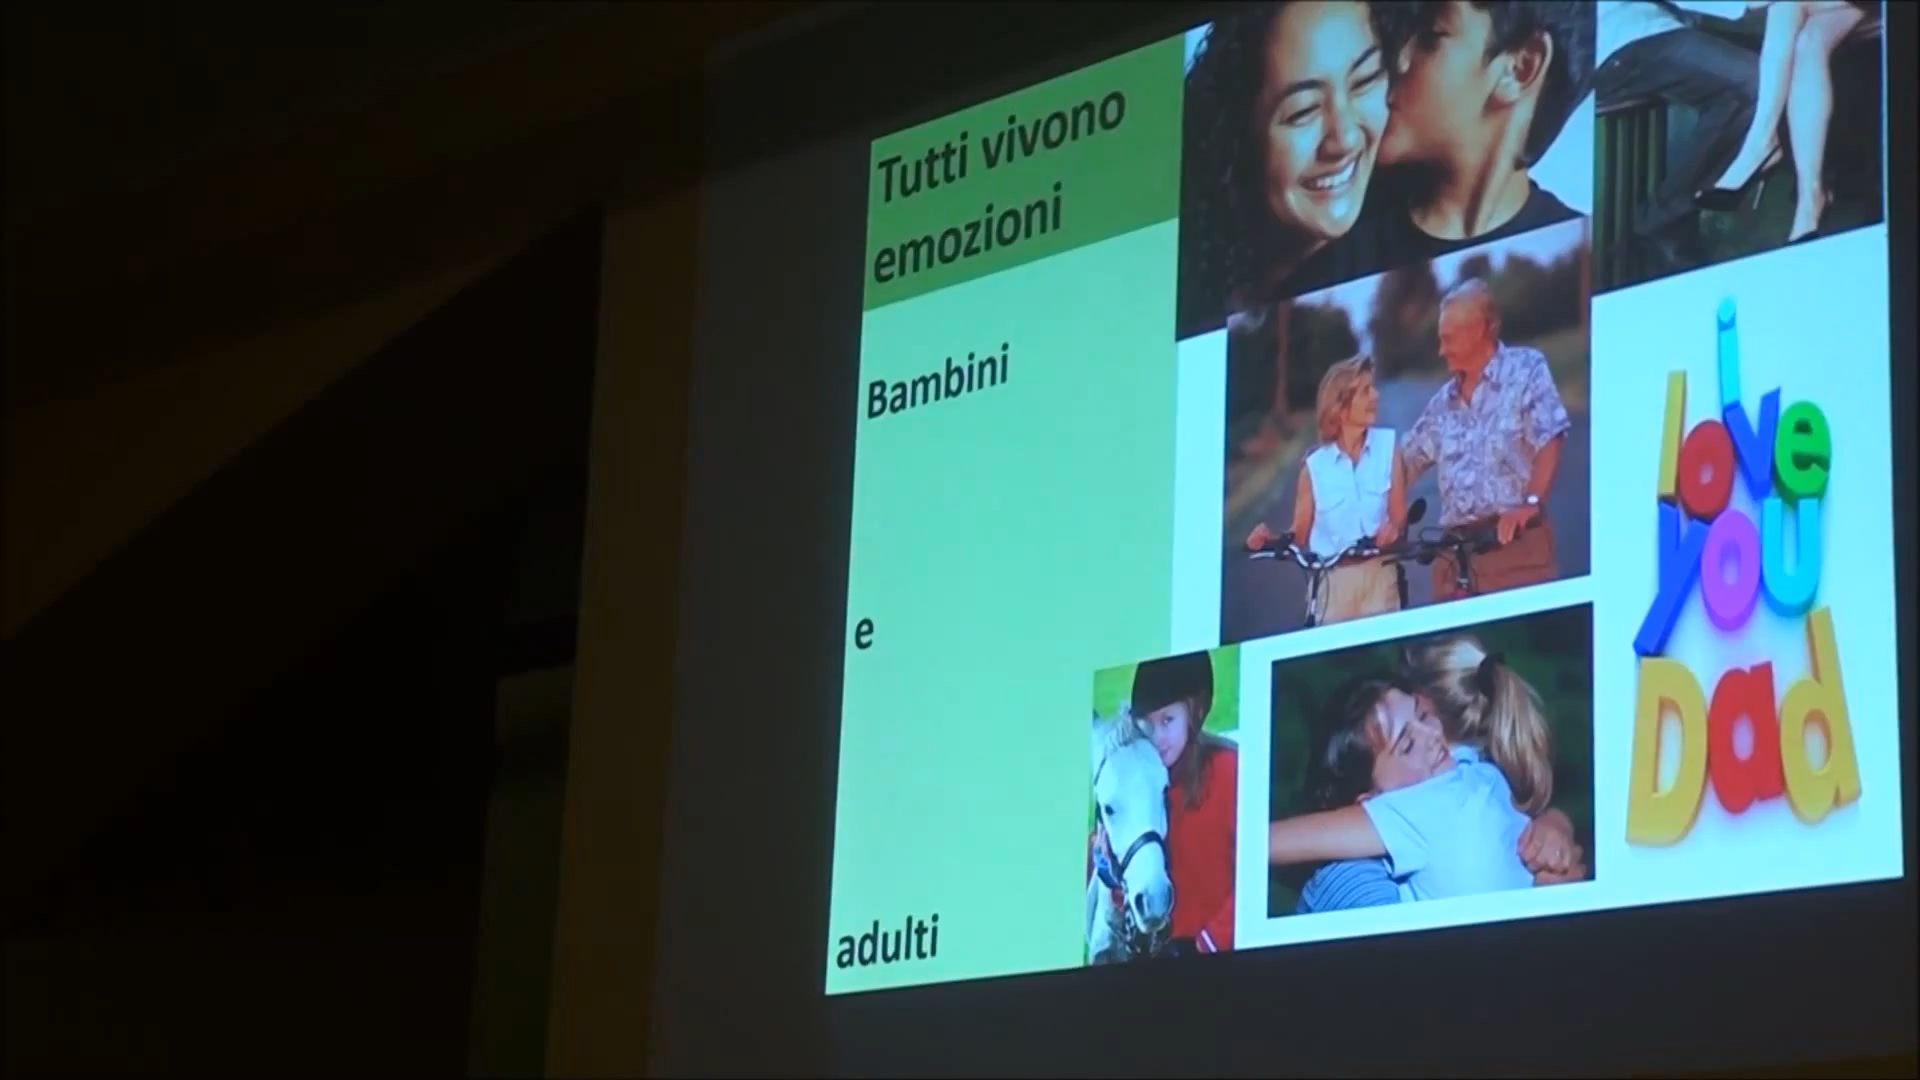 Tutti vivono
emozioni
Bambini
e
adulti
i
love
you
Dad